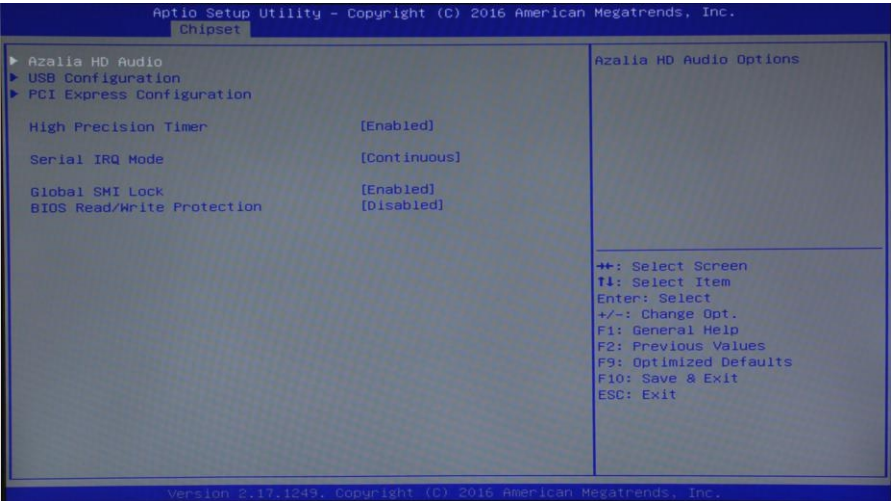 Aptio Setup Utility – Copyright (C) 2016 American Megatrends, Inc.
Chipset
▶ Azalia HD Audio
▶ USB Configuration
▶ PCI Express Configuration
High Precision Timer [Enabled]
Serial IRQ Mode [Continuous]
Global SMI Lock [Enabled]
BIOS Read/Write Protection [Disabled]
Azalia HD Audio Options
→←: Select Screen
↑↓: Select Item
Enter: Select
+/-: Change Opt.
F1: General Help
F2: Previous Values
F9: Optimized Defaults
F10: Save & Exit
ESC: Exit
Version 2.17.1249. Copyright (C) 2016 American Megatrends, Inc.